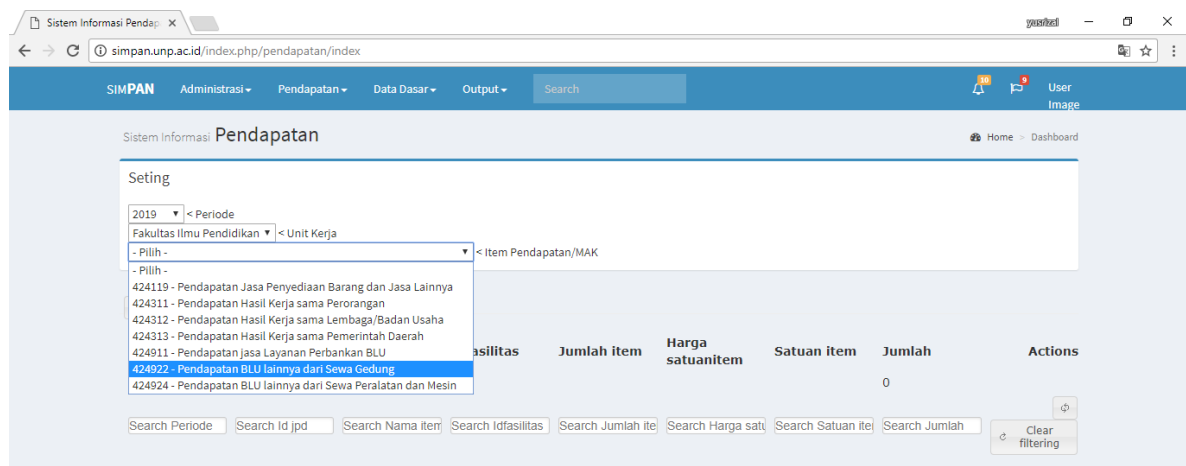 Sistem Informasi Pendap
yusrizal
simpan.unp.ac.id/index.php/pendapatan/index
SIMPAN Administrasi Pendapatan Data Dasar Output Search 10 9 User Image
Sistem Informasi Pendapatan Home > Dashboard
Seting
2019 < Periode
Fakultas Ilmu Pendidikan < Unit Kerja
- Pilih - < Item Pendapatan/MAK
- Pilih -
424119 - Pendapatan Jasa Penyediaan Barang dan Jasa Lainnya
424311 - Pendapatan Hasil Kerja sama Perorangan
424312 - Pendapatan Hasil Kerja sama Lembaga/Badan Usaha
424313 - Pendapatan Hasil Kerja sama Pemerintah Daerah
424911 - Pendapatan jasa Layanan Perbankan BLU
424922 - Pendapatan BLU lainnya dari Sewa Gedung
424924 - Pendapatan BLU lainnya dari Sewa Peralatan dan Mesin
asilitas Jumlah item Harga satuanitem Satuan item Jumlah Actions
0
Search Periode Search Id jpd Search Nama item Search Idfasilitas Search Jumlah ite Search Harga satu Search Satuan ite Search Jumlah Clear filtering